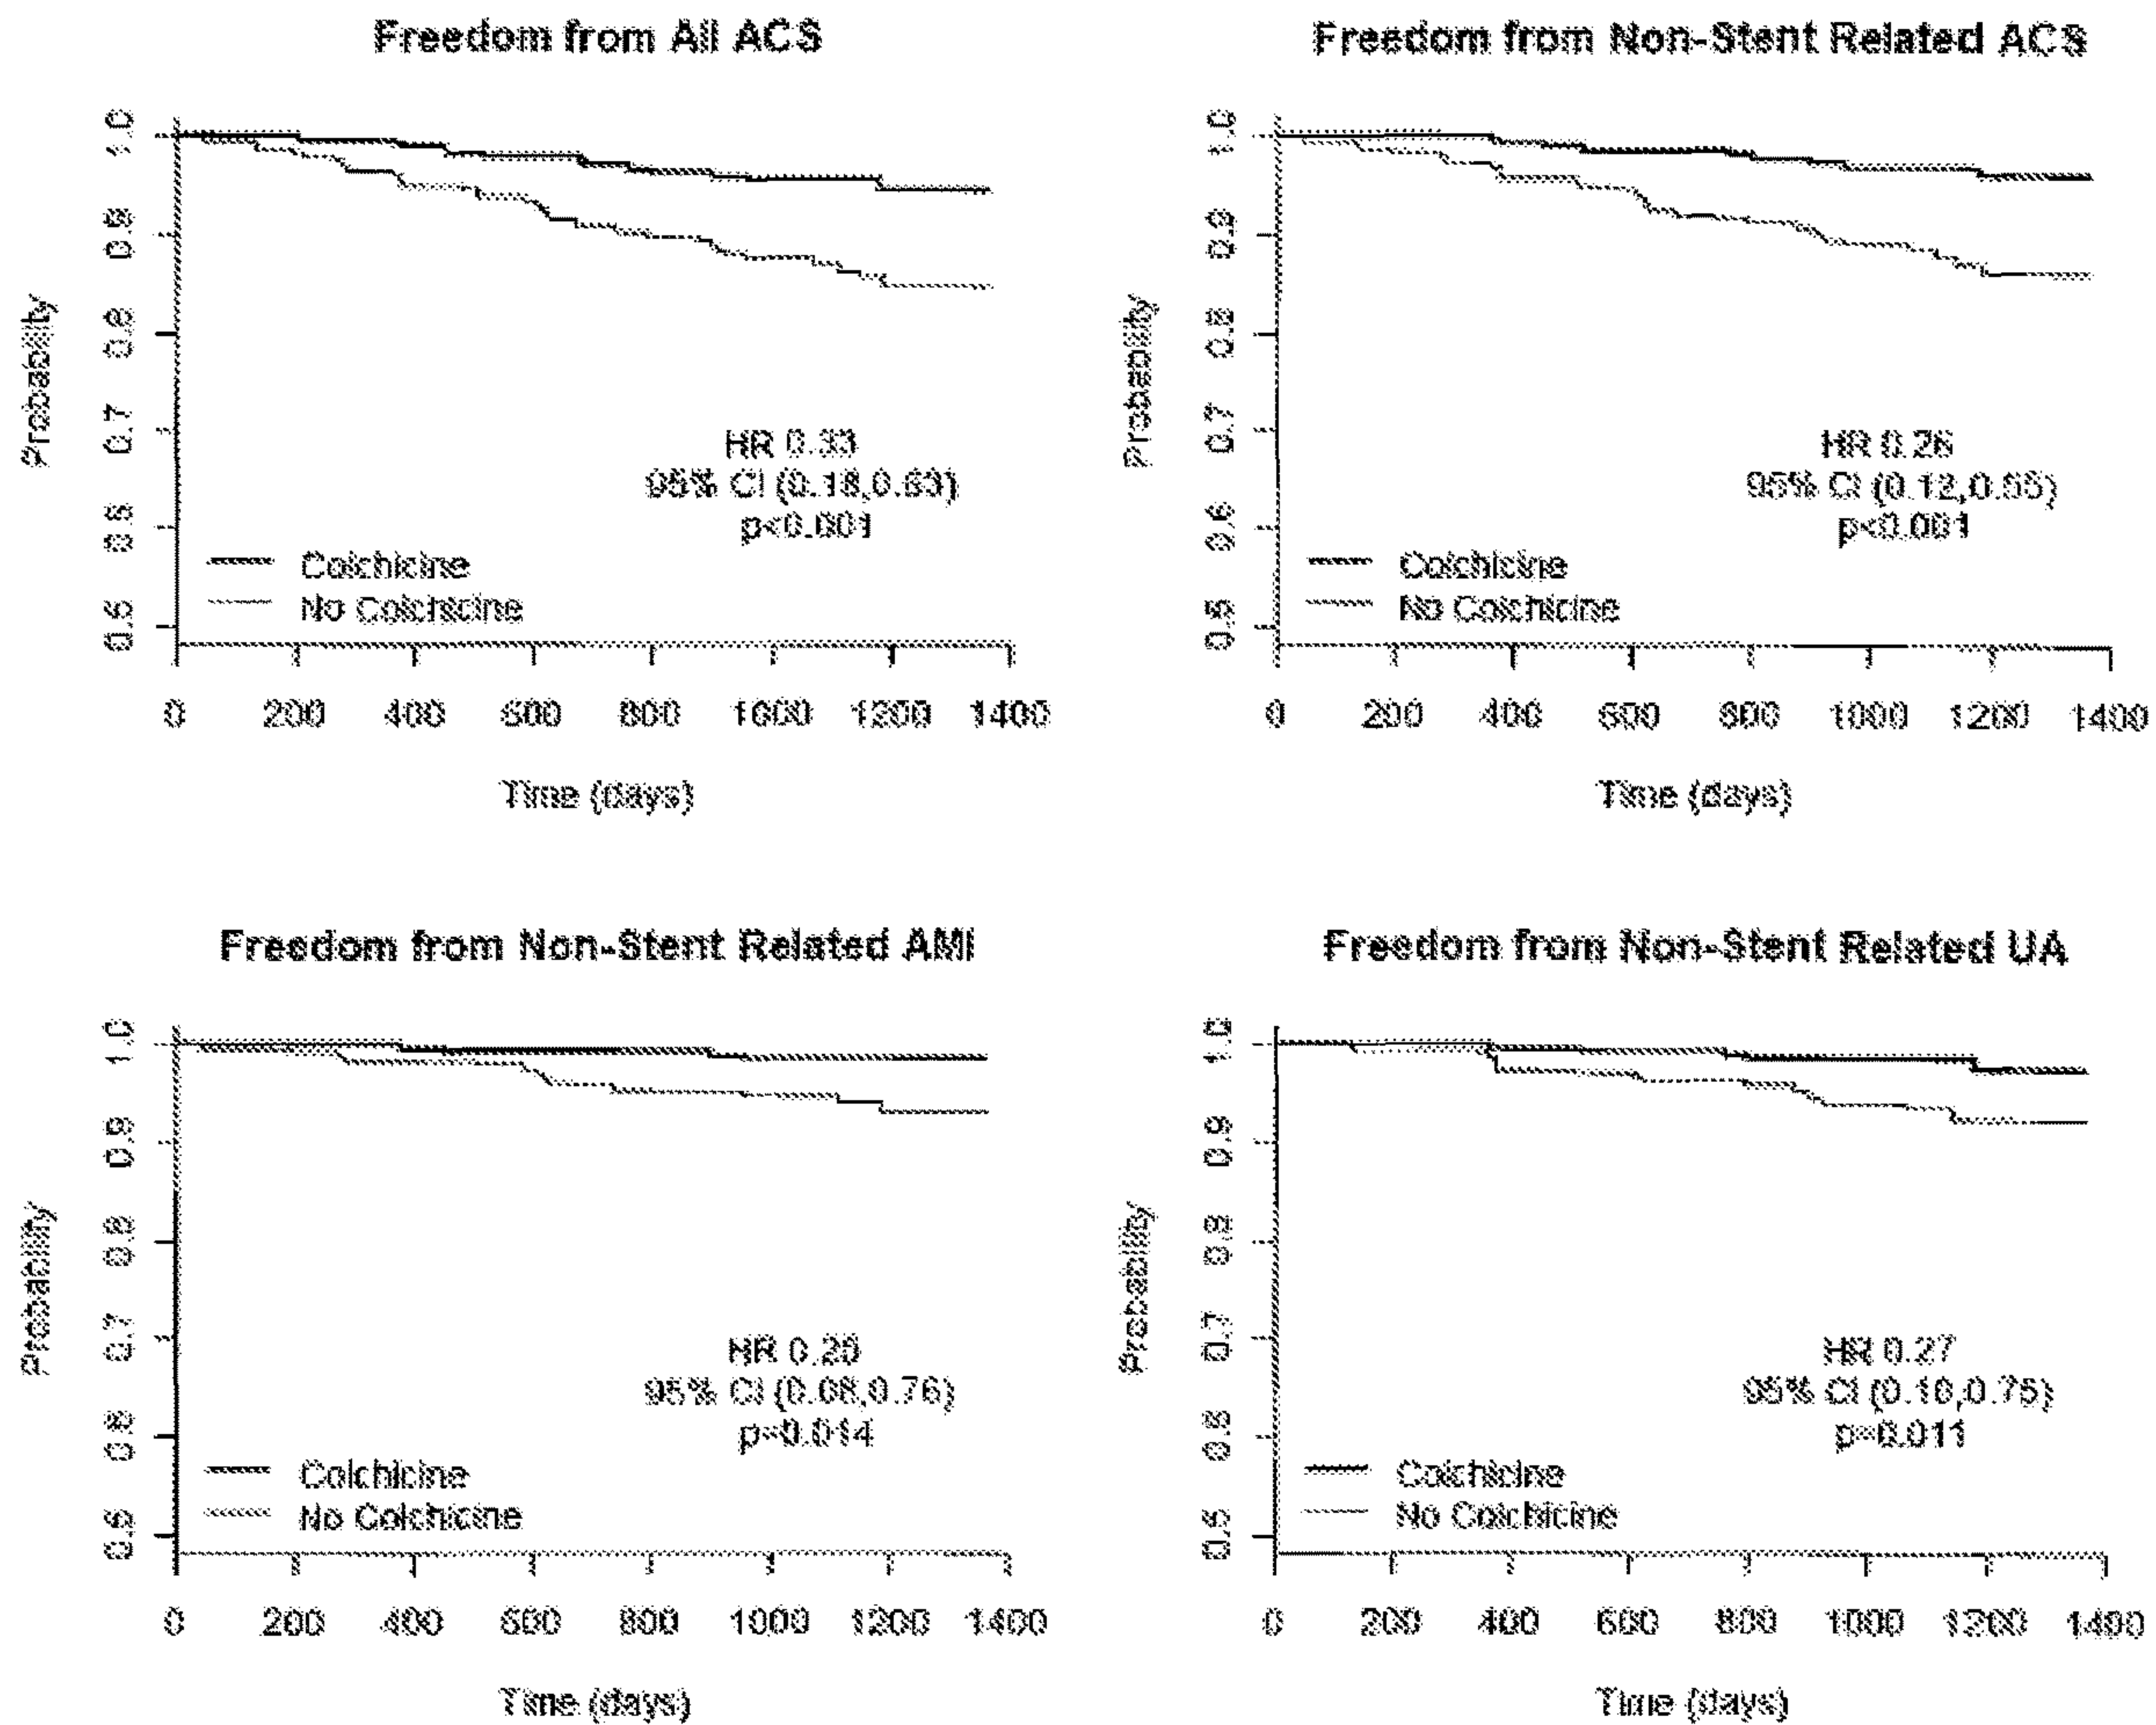 Freedom from All ACS
Probability
1.0
0.9
0.8
0.7
0.6
0.5
HR 0.33
95% CI (0.18,0.63)
p<0.001
Colchicine
No Colchicine
0 200 400 600 800 1000 1200 1400
Time (days)
Freedom from Non-Stent Related ACS
Probability
1.0
0.9
0.8
0.7
0.6
0.5
HR 0.26
95% CI (0.12,0.55)
p<0.001
Colchicine
No Colchicine
0 200 400 600 800 1000 1200 1400
Time (days)
Freedom from Non-Stent Related AMI
Probability
1.0
0.9
0.8
0.7
0.6
0.5
HR 0.20
95% CI (0.06,0.76)
p=0.014
Colchicine
No Colchicine
0 200 400 600 800 1000 1200 1400
Time (days)
Freedom from Non-Stent Related UA
Probability
1.0
0.9
0.8
0.7
0.6
0.5
HR 0.27
95% CI (0.10,0.75)
p=0.011
Colchicine
No Colchicine
0 200 400 600 800 1000 1200 1400
Time (days)